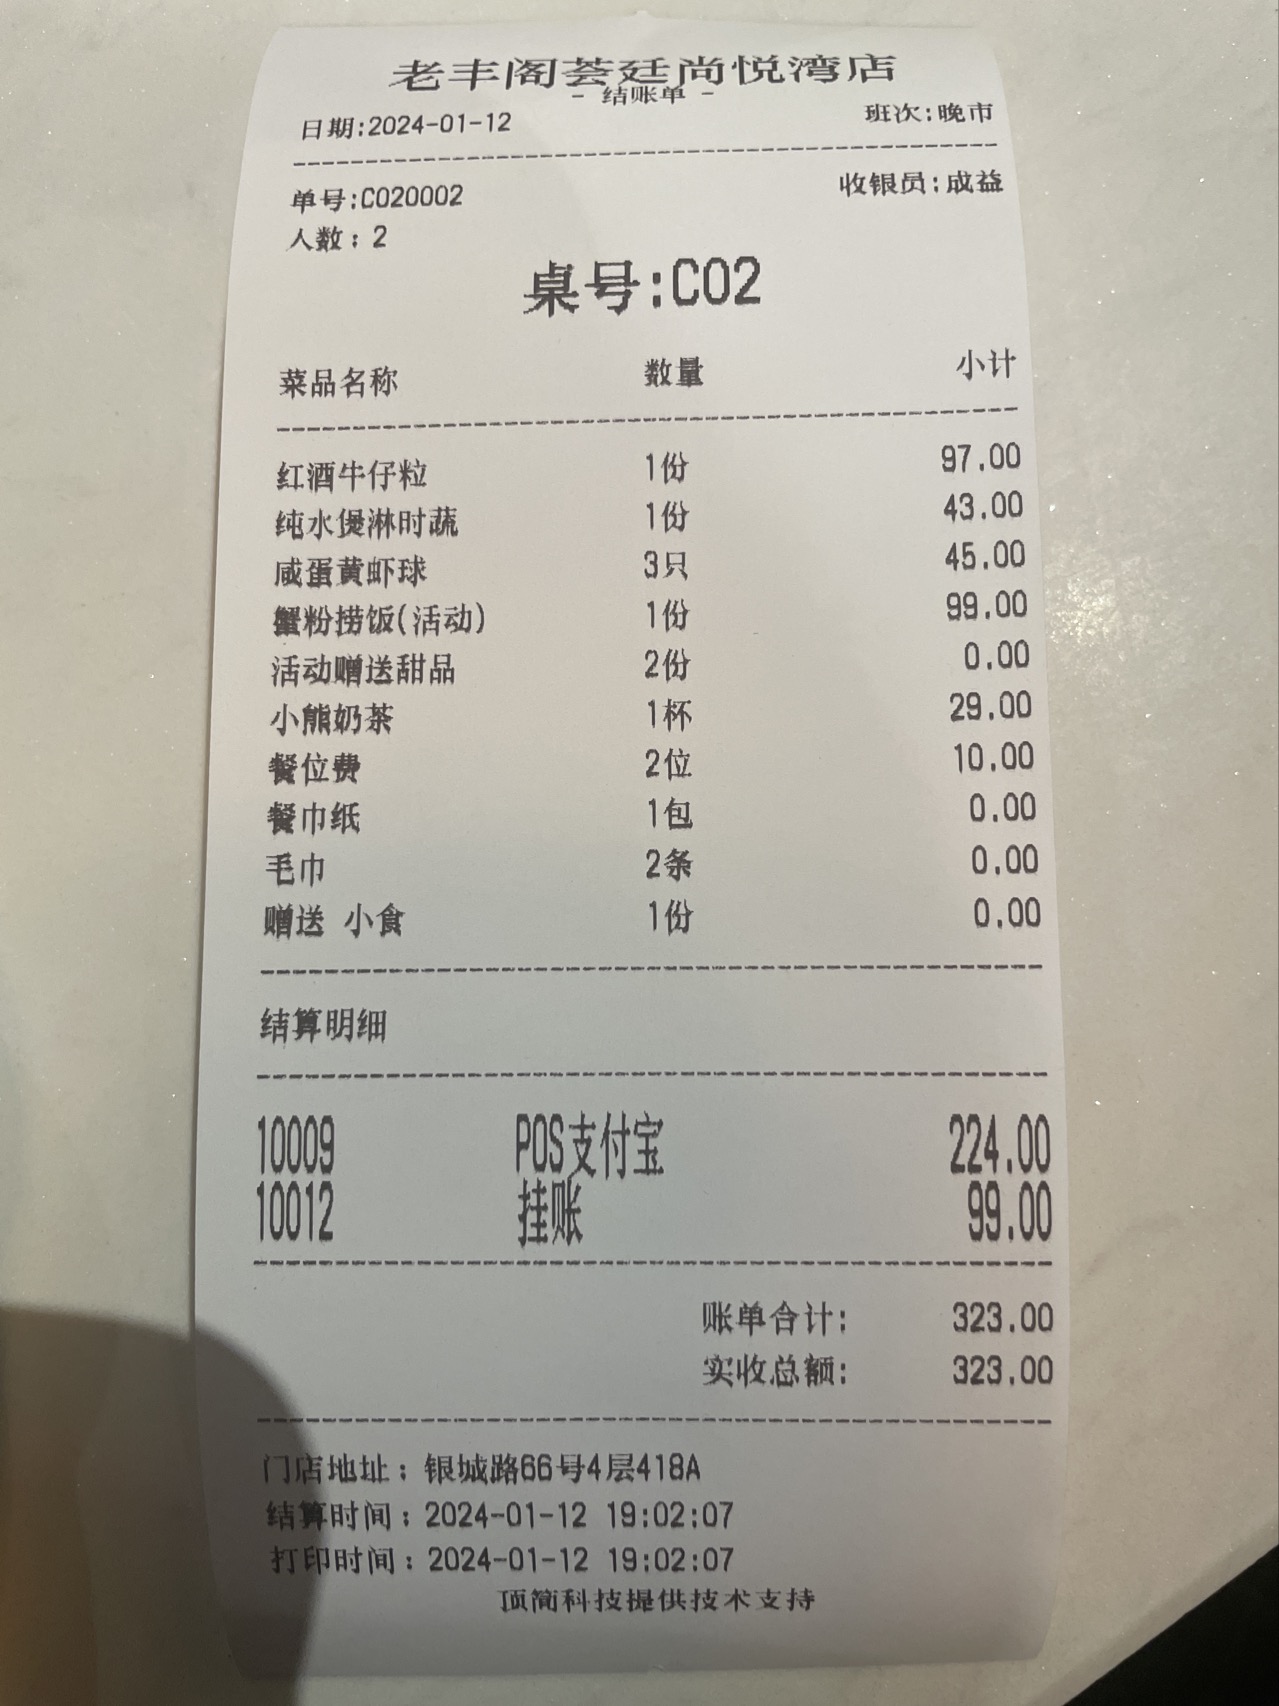 老丰阁荟廷尚悦湾店
- 结账单 -
日期:2024-01-12 班次:晚市
单号:C020002 收银员:成益
人数：2
桌号:C02
菜品名称 数量 小计
红酒牛仔粒 1份 97.00
纯水煲淋时蔬 1份 43.00
咸蛋黄虾球 3只 45.00
蟹粉捞饭(活动) 1份 99.00
活动赠送甜品 2份 0.00
小熊奶茶 1杯 29.00
餐位费 2位 10.00
餐巾纸 1包 0.00
毛巾 2条 0.00
赠送 小食 1份 0.00
结算明细
10009 POS支付宝 224.00
10012 挂账 99.00
账单合计: 323.00
实收总额: 323.00
门店地址：银城路66号4层418A
结算时间：2024-01-12 19:02:07
打印时间：2024-01-12 19:02:07
顶简科技提供技术支持